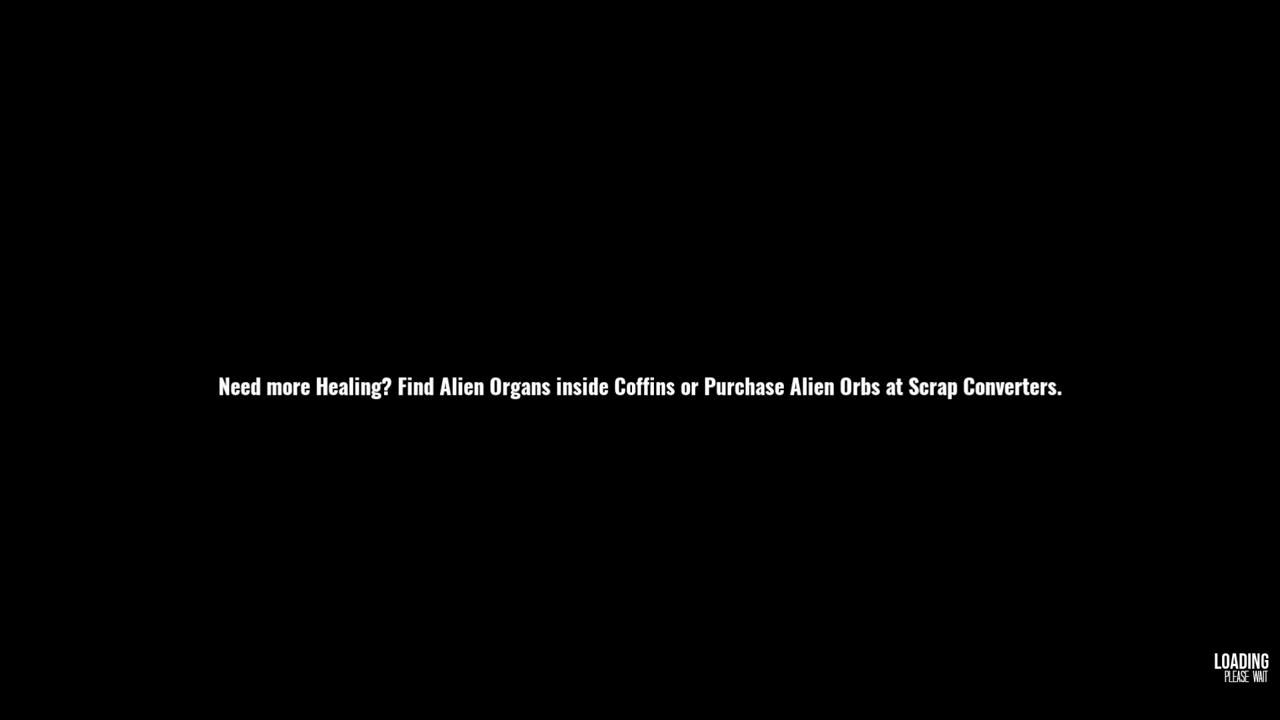 Need more Healing? Find Alien Organs inside Coffins or Purchase Alien Orbs at Scrap Converters.
LOADING
PLEASE WAIT